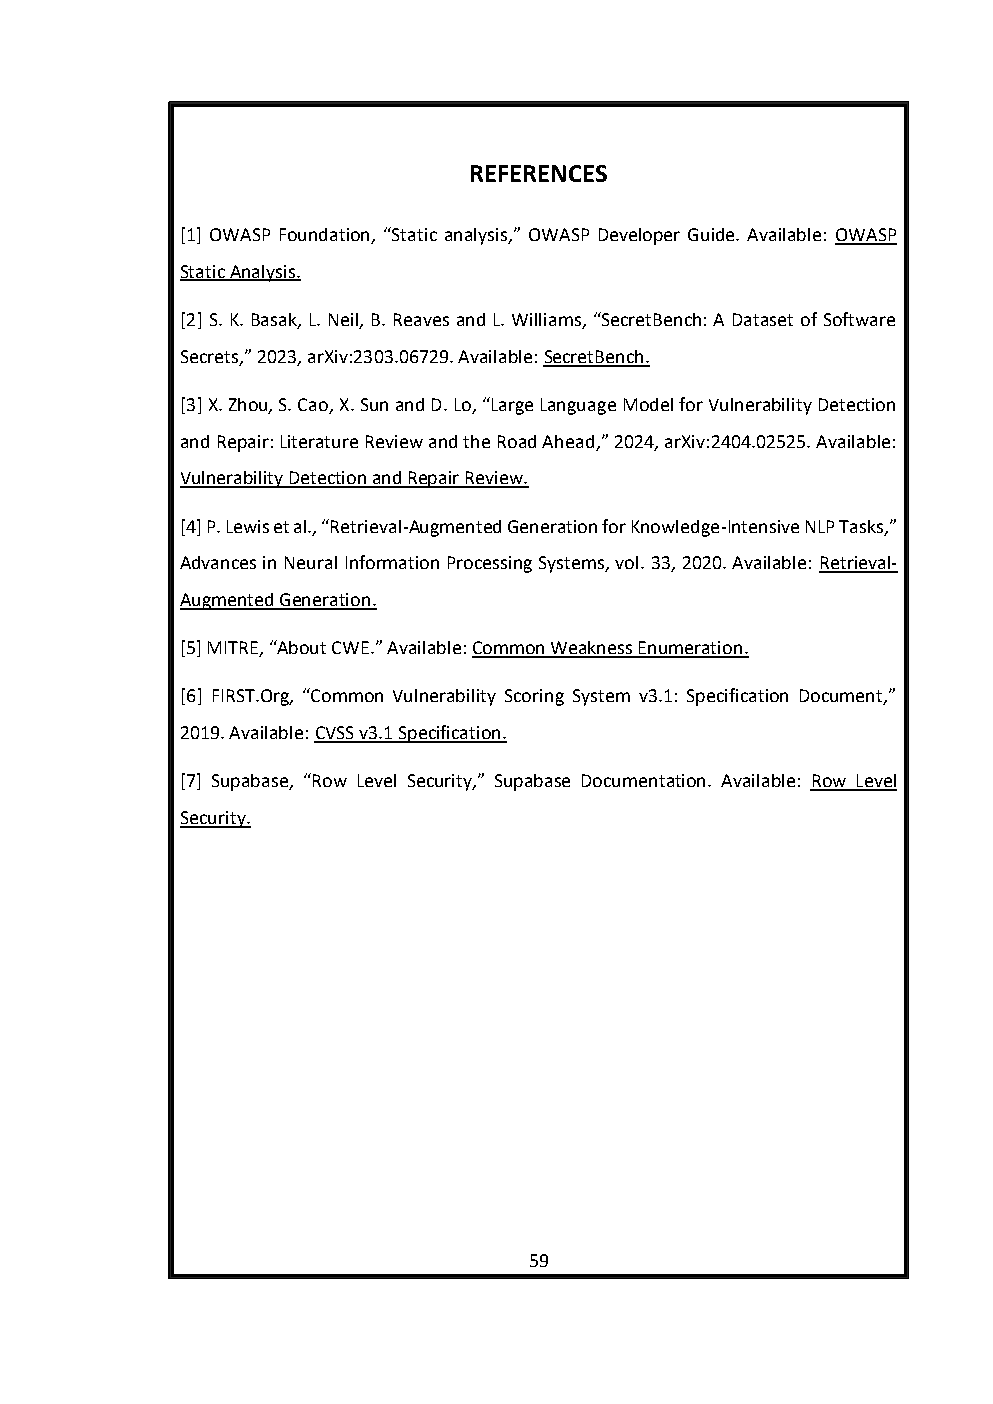 REFERENCES
[1] OWASP Foundation, “Static analysis,” OWASP Developer Guide. Available: OWASP
Static Analysis.
[2] S. K. Basak, L. Neil, B. Reaves and L. Williams, “SecretBench: A Dataset of Software
Secrets,” 2023, arXiv:2303.06729. Available: SecretBench.
[3] X. Zhou, S. Cao, X. Sun and D. Lo, “Large Language Model for Vulnerability Detection
and Repair: Literature Review and the Road Ahead,” 2024, arXiv:2404.02525. Available:
Vulnerability Detection and Repair Review.
[4] P. Lewis et al., “Retrieval-Augmented Generation for Knowledge-Intensive NLP Tasks,”
Advances in Neural Information Processing Systems, vol. 33, 2020. Available: Retrieval-
Augmented Generation.
[5] MITRE, “About CWE.” Available: Common Weakness Enumeration.
[6] FIRST.Org, “Common Vulnerability Scoring System v3.1: Specification Document,”
2019. Available: CVSS v3.1 Specification.
[7] Supabase, “Row Level Security,” Supabase Documentation. Available: Row Level
Security.
59